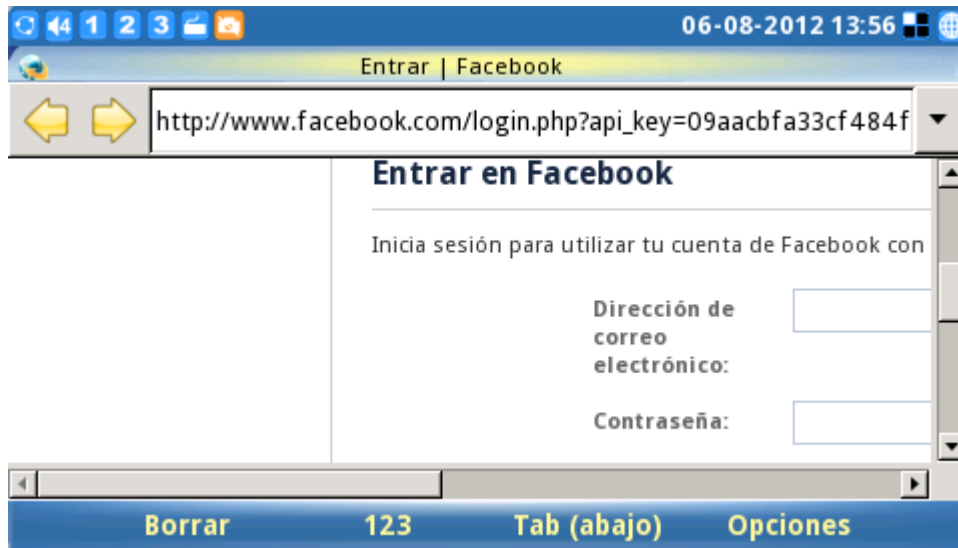 4 1 2 3 06-08-2012 13:56
Entrar | Facebook
http://www.facebook.com/login.php?api_key=09aacbfa33cf484f
Entrar en Facebook
Inicia sesión para utilizar tu cuenta de Facebook con
Dirección de
correo
electrónico:
Contraseña:
Borrar 123 Tab (abajo) Opciones